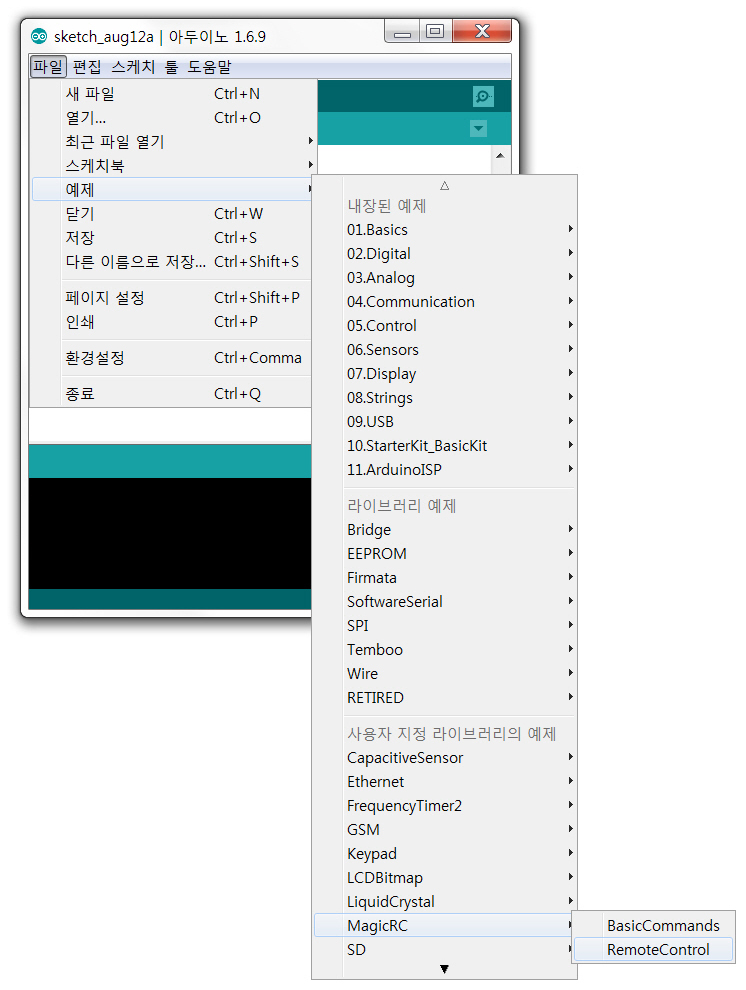 sketch_aug12a | 아두이노 1.6.9
파일 편집 스케치 툴 도움말
새 파일 Ctrl+N
열기... Ctrl+O
최근 파일 열기
스케치북
예제
닫기 Ctrl+W
저장 Ctrl+S
다른 이름으로 저장... Ctrl+Shift+S
페이지 설정 Ctrl+Shift+P
인쇄 Ctrl+P
환경설정 Ctrl+Comma
종료 Ctrl+Q
내장된 예제
01.Basics
02.Digital
03.Analog
04.Communication
05.Control
06.Sensors
07.Display
08.Strings
09.USB
10.StarterKit_BasicKit
11.ArduinoISP
라이브러리 예제
Bridge
EEPROM
Firmata
SoftwareSerial
SPI
Temboo
Wire
RETIRED
사용자 지정 라이브러리의 예제
CapacitiveSensor
Ethernet
FrequencyTimer2
GSM
Keypad
LCDBitmap
LiquidCrystal
MagicRC
SD
BasicCommands
RemoteControl